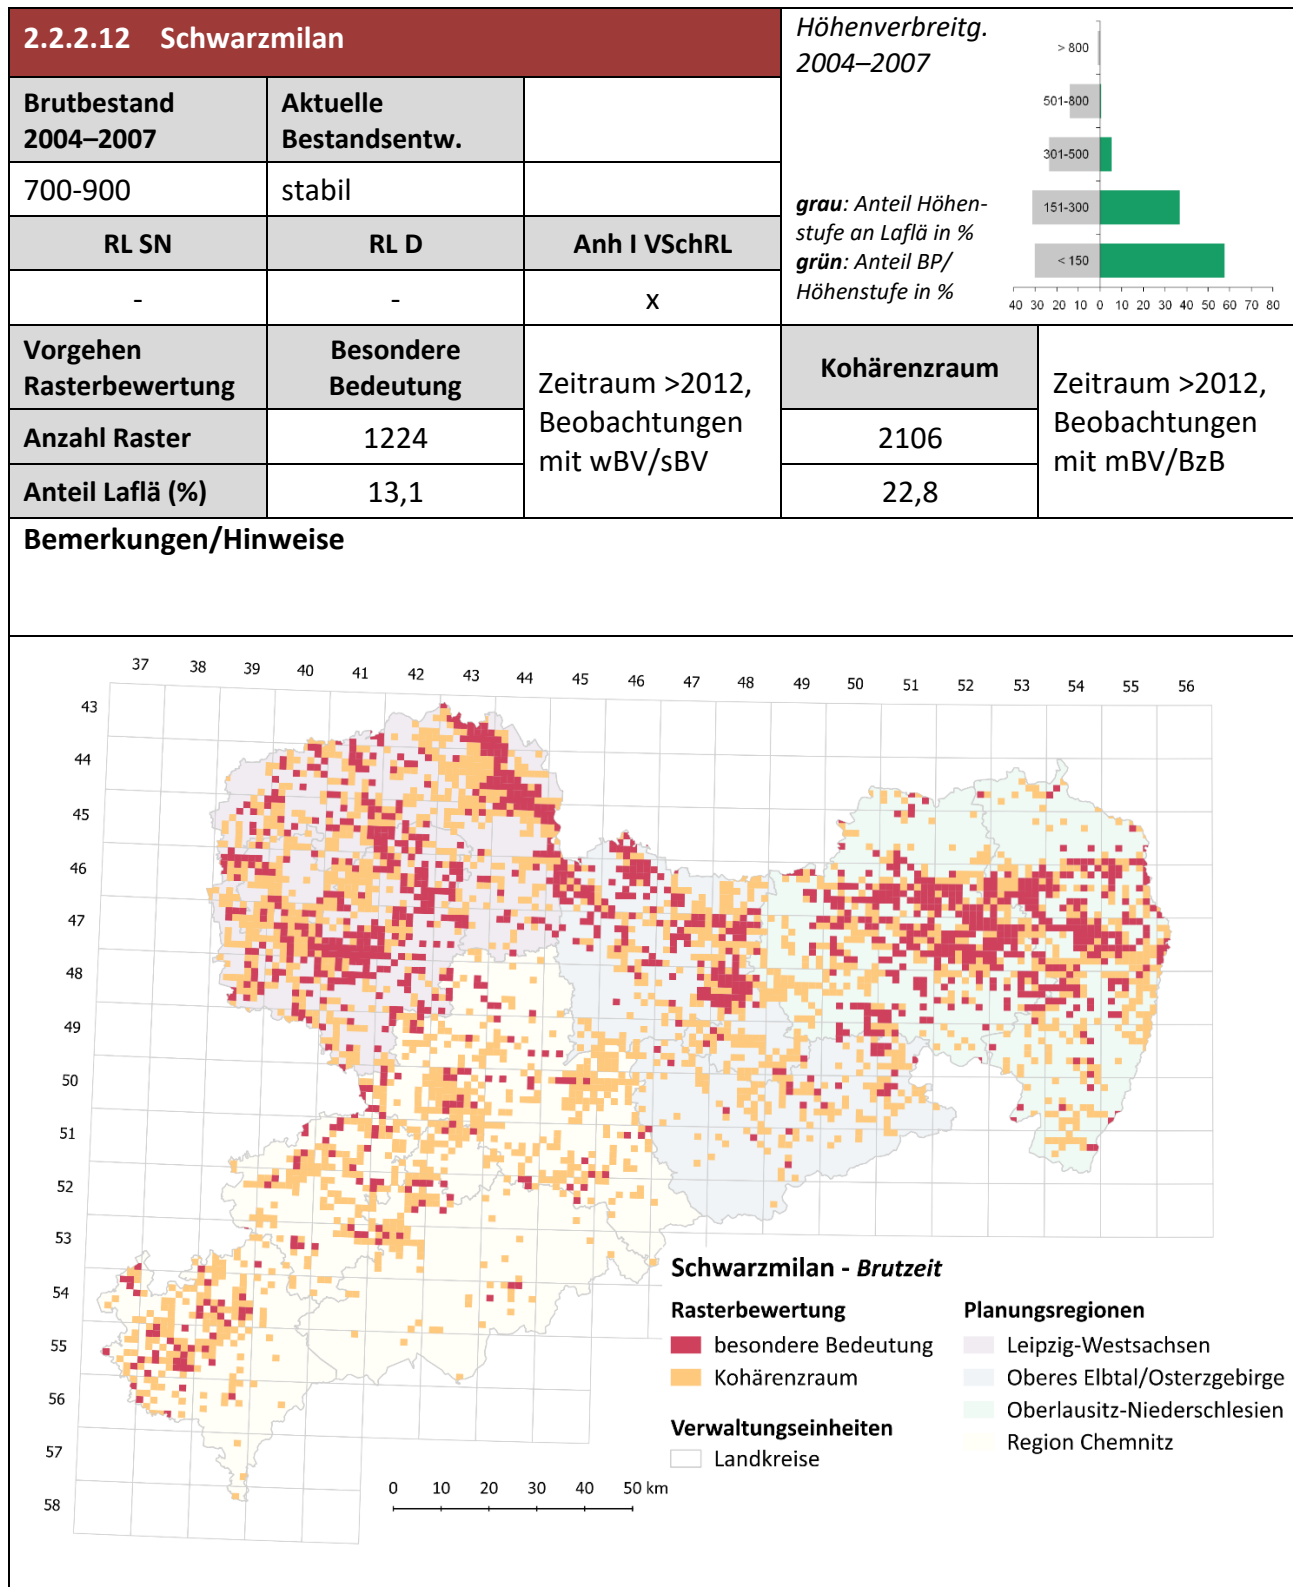 2.2.2.12 Schwarzmilan
Höhenverbreitg.
2004–2007
> 800
501-800
301-500
151-300
< 150
40 30 20 10 0 10 20 30 40 50 60 70 80
grau: Anteil Höhen-
stufe an Laflä in %
grün: Anteil BP/
Höhenstufe in %
Brutbestand
2004–2007
Aktuelle
Bestandsentw.
700-900
stabil
RL SN
RL D
Anh I VSchRL
-
-
x
Vorgehen
Rasterbewertung
Besondere
Bedeutung
Zeitraum >2012,
Beobachtungen
mit wBV/sBV
Kohärenzraum
Zeitraum >2012,
Beobachtungen
mit mBV/BzB
Anzahl Raster
1224
2106
Anteil Laflä (%)
13,1
22,8
Bemerkungen/Hinweise
37 38 39 40 41 42 43 44 45 46 47 48 49 50 51 52 53 54 55 56
43
44
45
46
47
48
49
50
51
52
53
54
55
56
57
58
Schwarzmilan - Brutzeit
Rasterbewertung
besondere Bedeutung
Kohärenzraum
Verwaltungseinheiten
Landkreise
Planungsregionen
Leipzig-Westsachsen
Oberes Elbtal/Osterzgebirge
Oberlausitz-Niederschlesien
Region Chemnitz
0 10 20 30 40 50 km